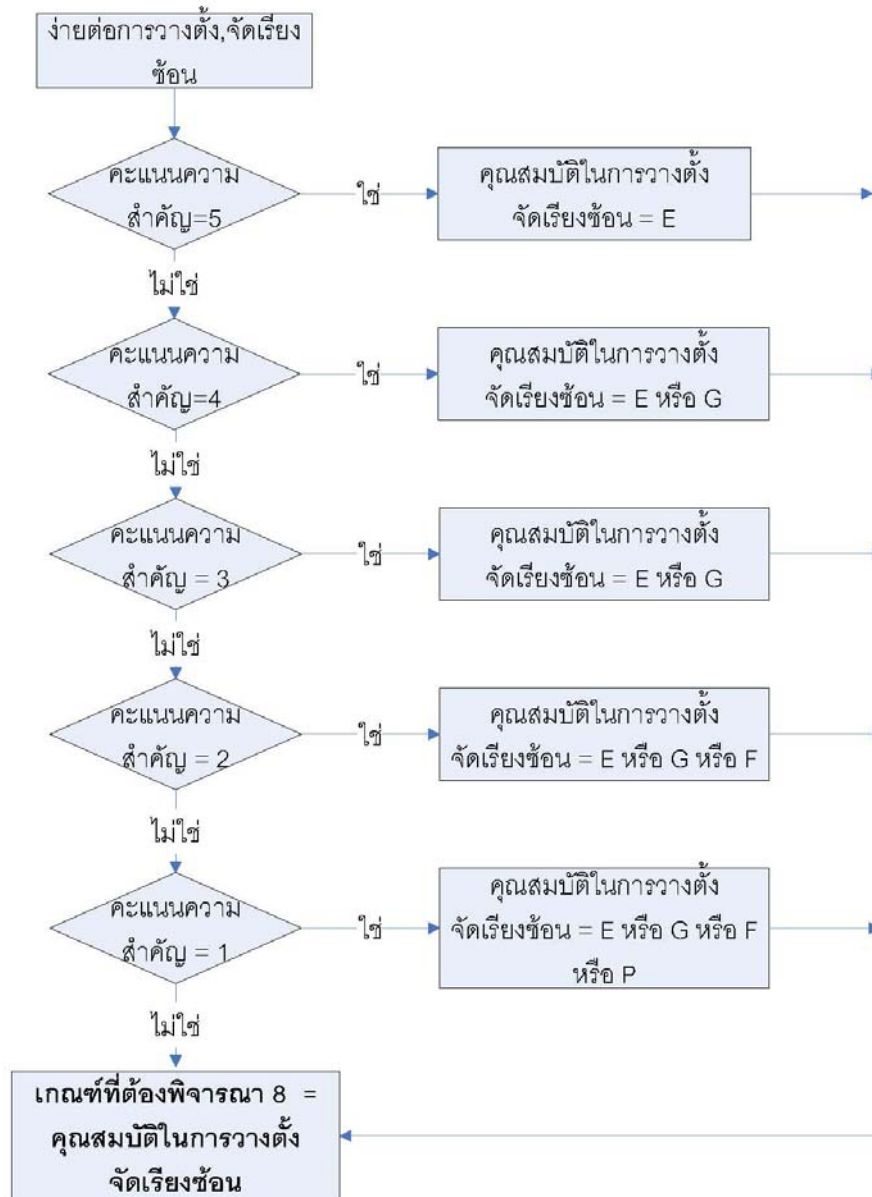 ง่ายต่อการวางตั้ง,จัดเรียง
ซ้อน
คะแนนความ
สำคัญ=5
ใช่
คุณสมบัติในการวางตั้ง
จัดเรียงซ้อน = E
ไม่ใช่
คะแนนความ
สำคัญ=4
ใช่
คุณสมบัติในการวางตั้ง
จัดเรียงซ้อน = E หรือ G
ไม่ใช่
คะแนนความ
สำคัญ = 3
ใช่
คุณสมบัติในการวางตั้ง
จัดเรียงซ้อน = E หรือ G
ไม่ใช่
คะแนนความ
สำคัญ = 2
ใช่
คุณสมบัติในการวางตั้ง
จัดเรียงซ้อน = E หรือ G หรือ F
ไม่ใช่
คะแนนความ
สำคัญ = 1
ใช่
คุณสมบัติในการวางตั้ง
จัดเรียงซ้อน = E หรือ G หรือ F
หรือ P
ไม่ใช่
เกณฑ์ที่ต้องพิจารณา 8 =
คุณสมบัติในการวางตั้ง
จัดเรียงซ้อน